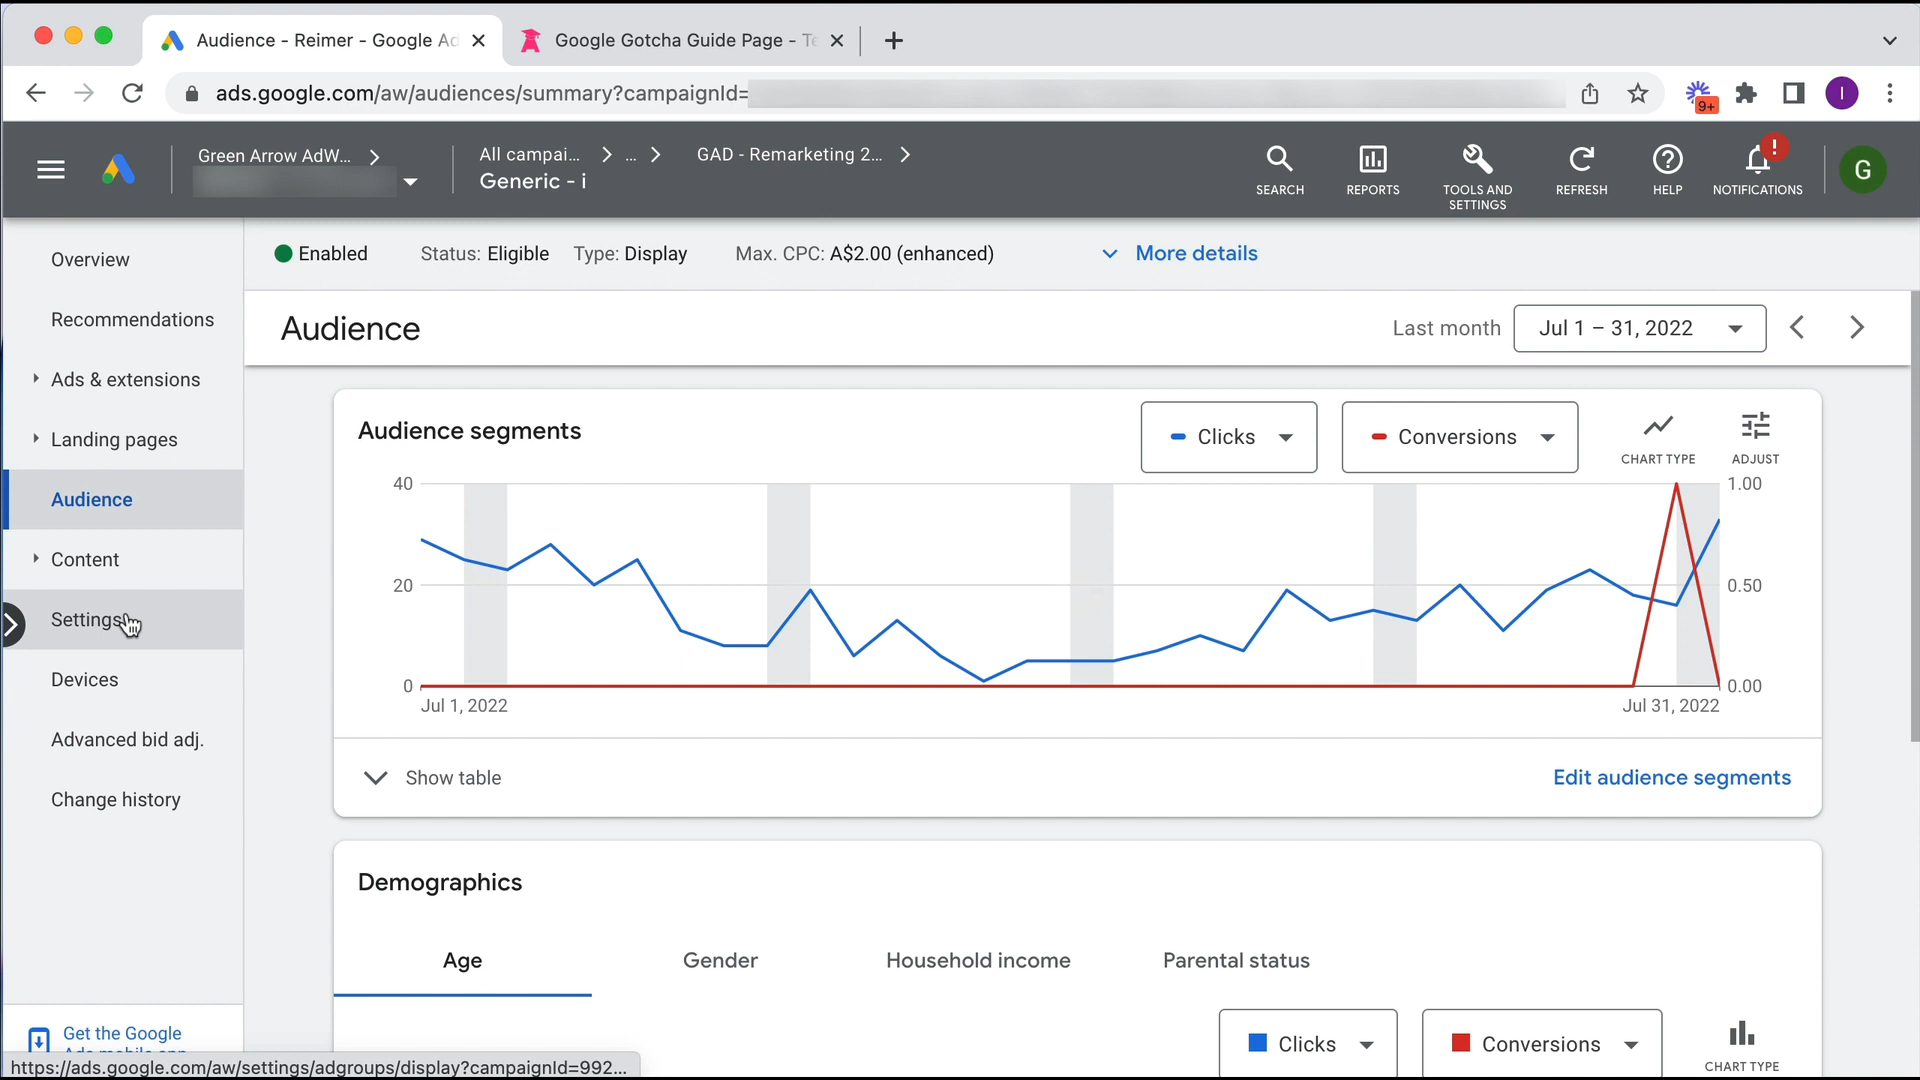 Audience - Reimer - Google Ad
Google Gotcha Guide Page - Te
ads.google.com/aw/audiences/summary?campaignId=
9+
I
Green Arrow AdW...
All campai...
...
GAD - Remarketing 2...
Generic - i
SEARCH
REPORTS
TOOLS AND
SETTINGS
REFRESH
HELP
!
NOTIFICATIONS
G
Overview
Recommendations
Ads & extensions
Landing pages
Audience
Content
Settings
Devices
Advanced bid adj.
Change history
Get the Google
Ads mobile app
Enabled
Status: Eligible
Type: Display
Max. CPC: A$2.00 (enhanced)
More details
Audience
Last month
Jul 1 – 31, 2022
Audience segments
Clicks
Conversions
CHART TYPE
ADJUST
40
1.00
20
0.50
0
0.00
Jul 1, 2022
Jul 31, 2022
Show table
Edit audience segments
Demographics
Age
Gender
Household income
Parental status
Clicks
Conversions
CHART TYPE
https://ads.google.com/aw/settings/adgroups/display?campaignId=992...